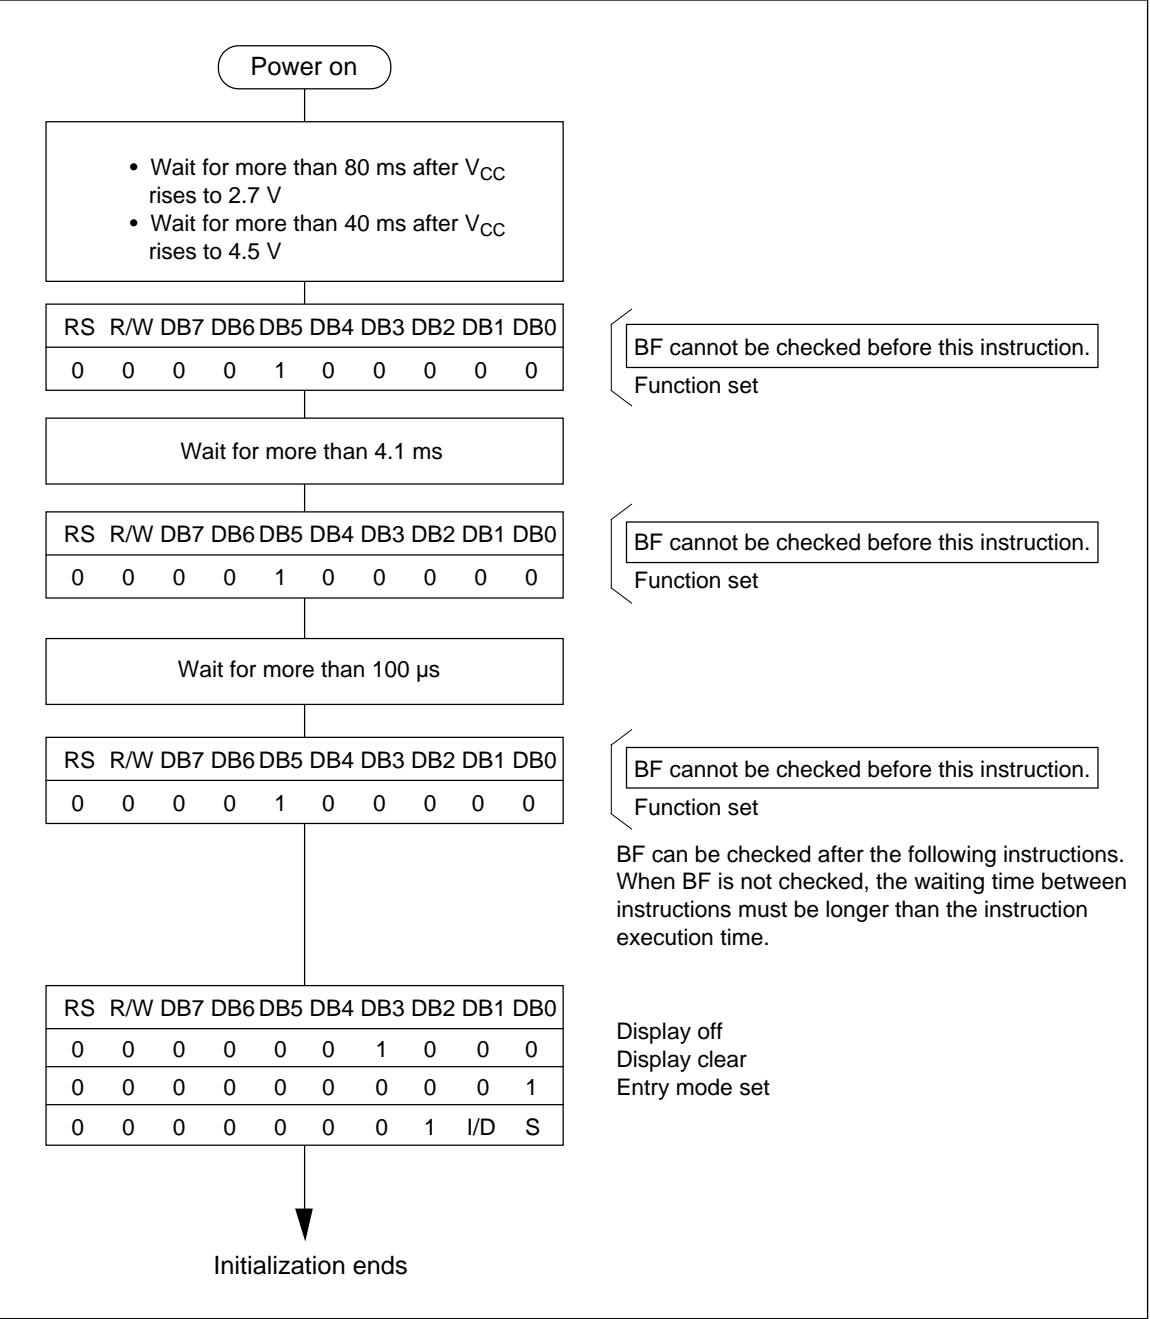 Power on
• Wait for more than 80 ms after VCC
rises to 2.7 V
• Wait for more than 40 ms after VCC
rises to 4.5 V
RS R/W DB7 DB6 DB5 DB4 DB3 DB2 DB1 DB0
0 0 0 0 1 0 0 0 0 0
BF cannot be checked before this instruction.
Function set
Wait for more than 4.1 ms
RS R/W DB7 DB6 DB5 DB4 DB3 DB2 DB1 DB0
0 0 0 0 1 0 0 0 0 0
BF cannot be checked before this instruction.
Function set
Wait for more than 100 µs
RS R/W DB7 DB6 DB5 DB4 DB3 DB2 DB1 DB0
0 0 0 0 1 0 0 0 0 0
BF cannot be checked before this instruction.
Function set
BF can be checked after the following instructions.
When BF is not checked, the waiting time between
instructions must be longer than the instruction
execution time.
RS R/W DB7 DB6 DB5 DB4 DB3 DB2 DB1 DB0
0 0 0 0 0 0 1 0 0 0
0 0 0 0 0 0 0 0 0 1
0 0 0 0 0 0 0 1 I/D S
Display off
Display clear
Entry mode set
Initialization ends